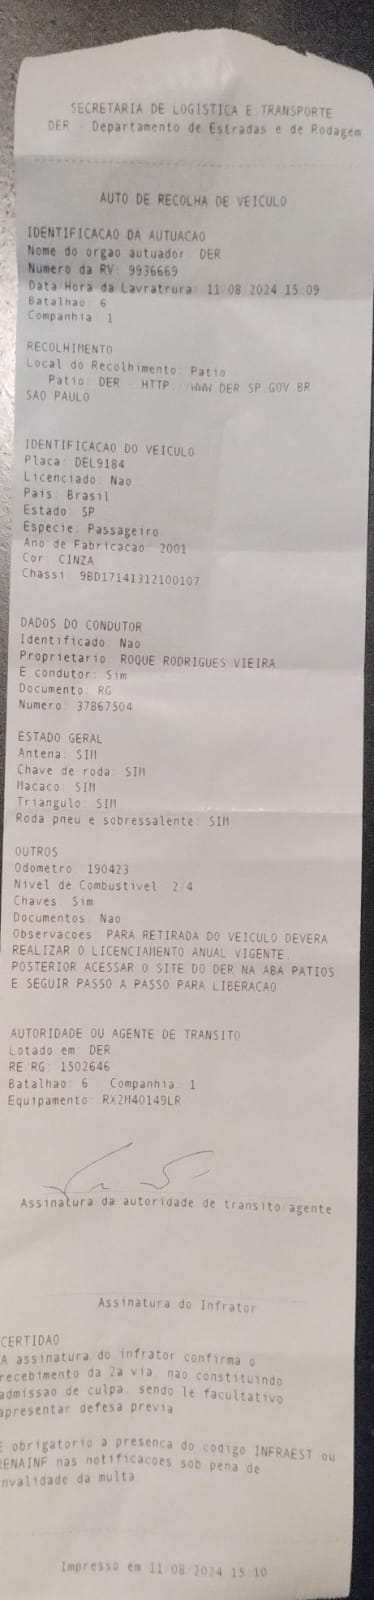 SECRETARIA DE LOGISTICA E TRANSPORTE
DER - Departamento de Estradas e de Rodagem
AUTO DE RECOLHA DE VEICULO
IDENTIFICACAO DA AUTUACAO
Nome do orgao autuador: DER
Numero da RV: 9936669
Data/Hora da Lavratrura: 11/08/2024 15:09
Batalhao: 6
Companhia: 1
RECOLHIMENTO
Local do Recolhimento: Patio
Patio: DER - HTTP://WWW.DER.SP.GOV.BR
SAO PAULO
IDENTIFICACAO DO VEICULO
Placa: DEL9184
Licenciado: Nao
Pais: Brasil
Estado: SP
Especie: Passageiro
Ano de Fabricacao: 2001
Cor: CINZA
Chassi: 9BD17141312100107
DADOS DO CONDUTOR
Identificado: Nao
Proprietario: ROQUE RODRIGUES VIEIRA
E condutor: Sim
Documento: RG
Numero: 37867504
ESTADO GERAL
Antena: SIM
Chave de roda: SIM
Macaco: SIM
Triangulo: SIM
Roda pneu e sobressalente: SIM
OUTROS
Odometro: 190423
Nivel de Combustivel: 2/4
Chaves: Sim
Documentos: Nao
Observacoes: PARA RETIRADA DO VEICULO DEVERA
REALIZAR O LICENCIAMENTO ANUAL VIGENTE,
POSTERIOR ACESSAR O SITE DO DER NA ABA PATIOS
E SEGUIR PASSO A PASSO PARA LIBERACAO
AUTORIDADE OU AGENTE DE TRANSITO
Lotado em: DER
RE/RG: 1502646
Batalhao: 6 Companhia: 1
Equipamento: RX2M40149LR
Assinatura da autoridade de transito/agente
Assinatura do Infrator
CERTIDAO
A assinatura do infrator confirma o
recebimento da 2a via, nao constituindo
admissao de culpa, sendo le facultativo
apresentar defesa previa
E obrigatorio a presenca do codigo INFRAEST ou
RENAINF nas notificacoes sob pena de
invalidade da multa
Impresso em 11/08/2024 15:10